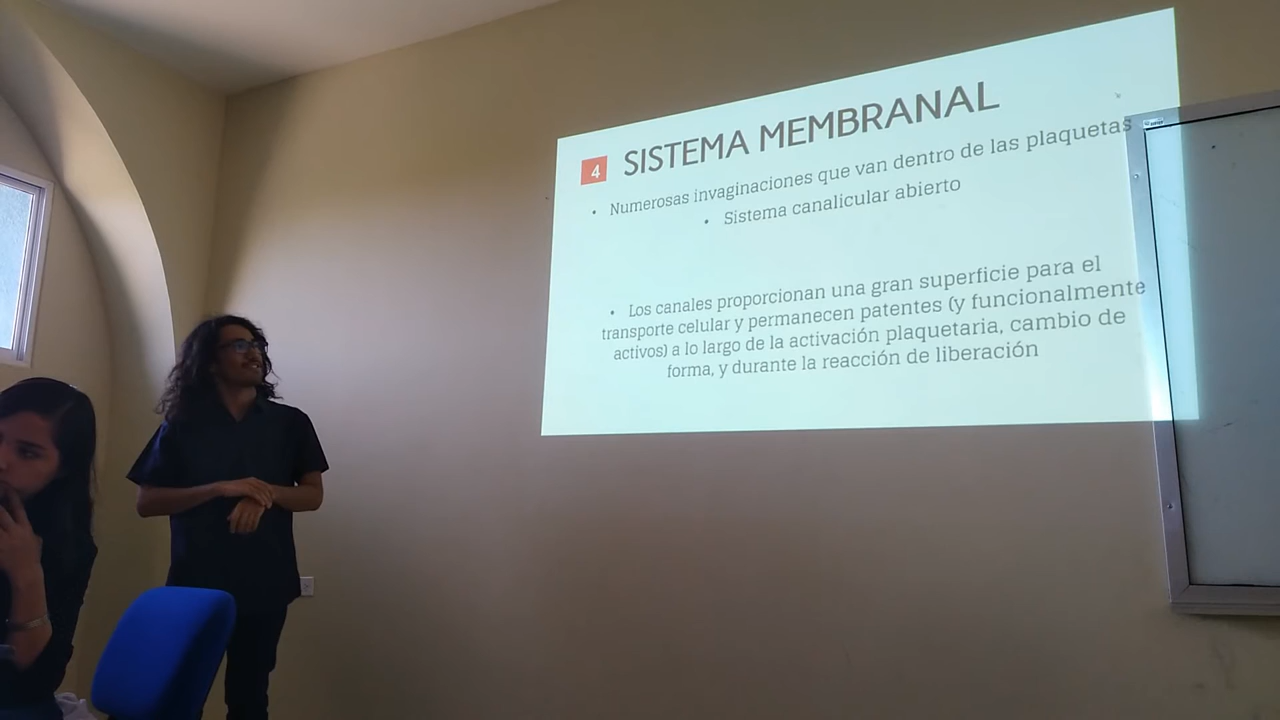 4 SISTEMA MEMBRANAL
• Numerosas invaginaciones que van dentro de las plaquetas
• Sistema canalicular abierto
• Los canales proporcionan una gran superficie para el
transporte celular y permanecen patentes (y funcionalmente
activos) a lo largo de la activación plaquetaria, cambio de
forma, y durante la reacción de liberación